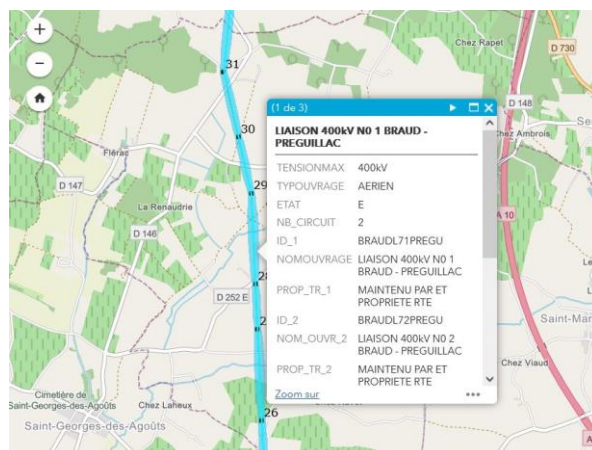 +
−
31
30
29
28
26
Chez Rapet
D 730
D 148
Chez Ambrois
Flérac
D 147
La Renaudrie
D 146
D 252 E
A 10
Saint-Mar
Chez Viaud
Cimetière de
Saint-Georges-des-Agoûts
Chez Laheux
Saint-Georges-des-Agoûts
(1 de 3)
LIAISON 400kV N0 1 BRAUD -
PREGUILLAC
TENSIONMAX 400kV
TYPOUVRAGE AERIEN
ETAT E
NB_CIRCUIT 2
ID_1 BRAUDL71PREGU
NOMOUVRAGE LIAISON 400kV N0 1
BRAUD - PREGUILLAC
PROP_TR_1 MAINTENU PAR ET
PROPRIETE RTE
ID_2 BRAUDL72PREGU
NOM_OUVR_2 LIAISON 400kV N0 2
BRAUD - PREGUILLAC
PROP_TR_2 MAINTENU PAR ET
PROPRIETE RTE
Zoom sur
•••